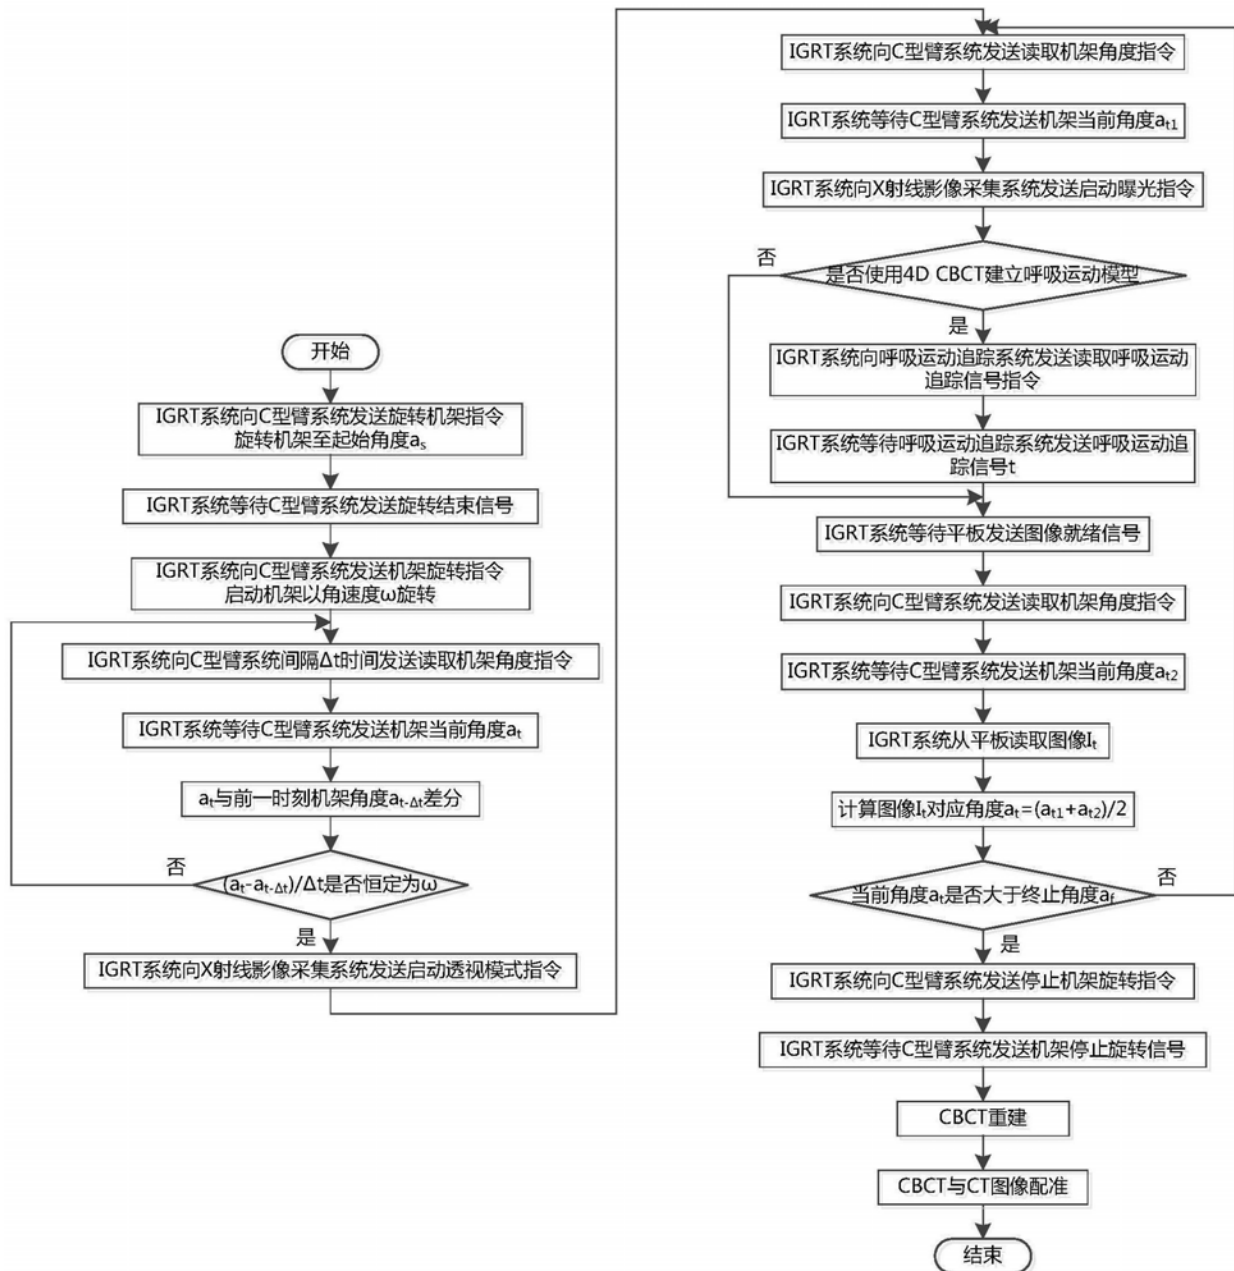 开始
IGRT系统向C型臂系统发送旋转机架指令
旋转机架至起始角度aₛ
IGRT系统等待C型臂系统发送旋转结束信号
IGRT系统向C型臂系统发送机架旋转指令
启动机架以角速度ω旋转
IGRT系统向C型臂系统间隔Δt时间发送读取机架角度指令
IGRT系统等待C型臂系统发送机架当前角度aₜ
aₜ与前一时刻机架角度a_{t-Δt}差分
否
(aₜ-a_{t-Δt})/Δt是否恒定为ω
是
IGRT系统向X射线影像采集系统发送启动透视模式指令
IGRT系统向C型臂系统发送读取机架角度指令
IGRT系统等待C型臂系统发送机架当前角度a_{t1}
IGRT系统向X射线影像采集系统发送启动曝光指令
否
是否使用4D CBCT建立呼吸运动模型
是
IGRT系统向呼吸运动追踪系统发送读取呼吸运动
追踪信号指令
IGRT系统等待呼吸运动追踪系统发送呼吸运动追
踪信号t
IGRT系统等待平板发送图像就绪信号
IGRT系统向C型臂系统发送读取机架角度指令
IGRT系统等待C型臂系统发送机架当前角度a_{t2}
IGRT系统从平板读取图像Iₜ
计算图像Iₜ对应角度aₜ=(a_{t1}+a_{t2})/2
当前角度aₜ是否大于终止角度a_f
否
是
IGRT系统向C型臂系统发送停止机架旋转指令
IGRT系统等待C型臂系统发送机架停止旋转信号
CBCT重建
CBCT与CT图像配准
结束